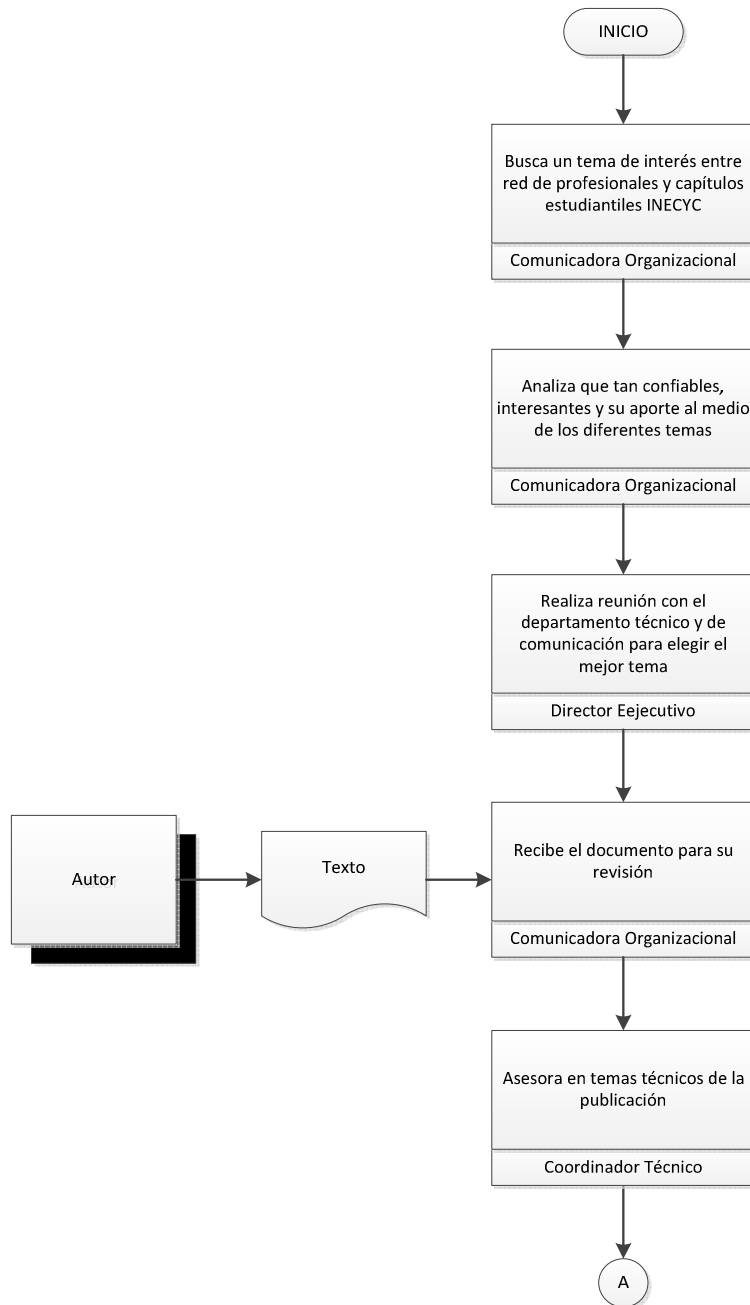 INICIO
Busca un tema de interés entre
red de profesionales y capítulos
estudiantiles INECYC
Comunicadora Organizacional
Analiza que tan confiables,
interesantes y su aporte al medio
de los diferentes temas
Comunicadora Organizacional
Realiza reunión con el
departamento técnico y de
comunicación para elegir el
mejor tema
Director Eejecutivo
Autor
Texto
Recibe el documento para su
revisión
Comunicadora Organizacional
Asesora en temas técnicos de la
publicación
Coordinador Técnico
A